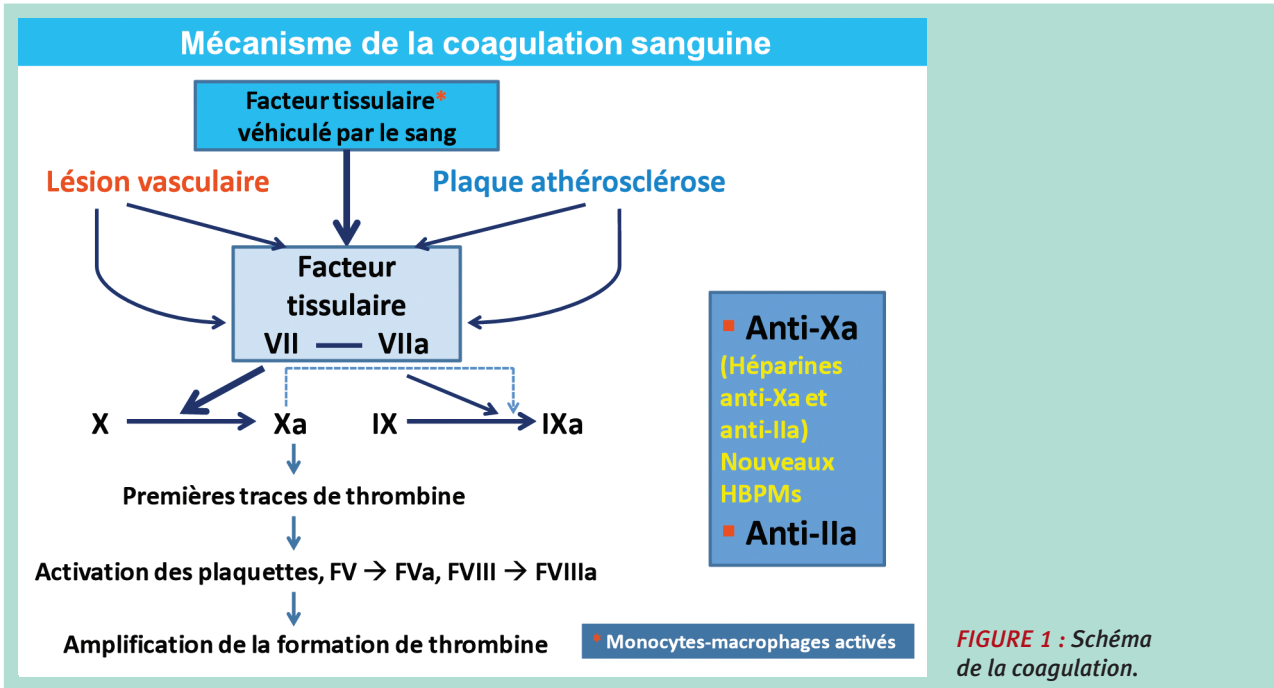 Mécanisme de la coagulation sanguine
Facteur tissulaire*
véhiculé par le sang
Lésion vasculaire
Plaque athérosclérose
Facteur
tissulaire
VII — VIIa
X
Xa
IX
IXa
Premières traces de thrombine
Activation des plaquettes, FV → FVa, FVIII → FVIIIa
Amplification de la formation de thrombine
▪ Anti-Xa
(Héparines
anti-Xa et
anti-IIa)
Nouveaux
HBPMs
▪ Anti-IIa
* Monocytes-macrophages activés
FIGURE 1 : Schéma
de la coagulation.